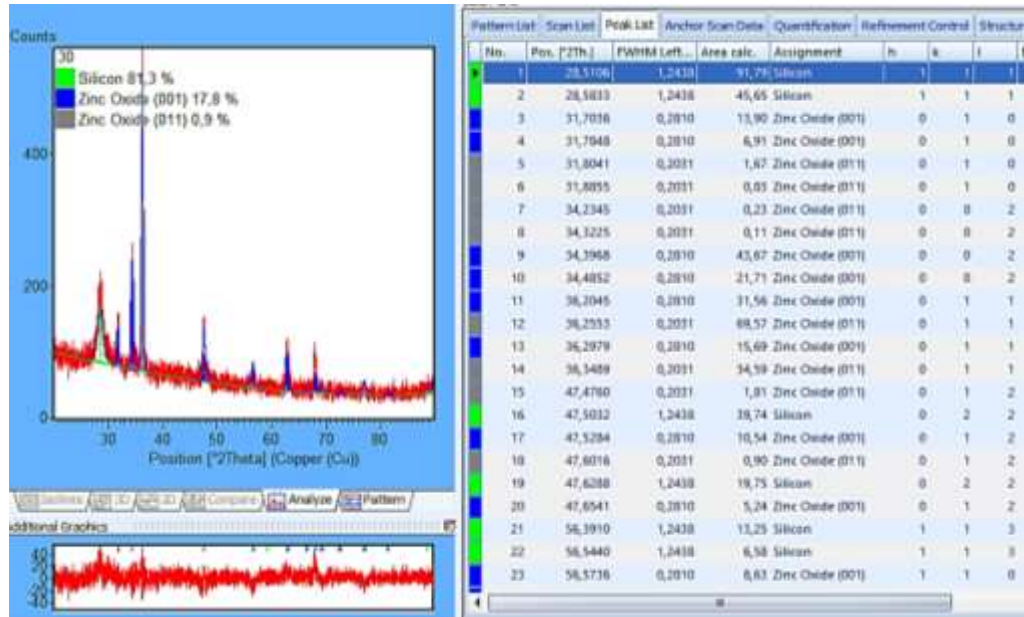 Counts
30
Silicon 81,3 %
Zinc Oxide (001) 17,8 %
Zinc Oxide (011) 0,9 %
400
200
0
30 40 50 60 70 80
Position [°2Theta] (Copper (Cu))
3D Compare Analyze Pattern
Additional Graphics
Pattern List Scan List Peak List Anchor Scan Data Quantification Refinement Control Structur
No. Pos. [°2Th.] FWHM Left... Area calc. Assignment h k l
1 28,5106 1,2438 91,79 Silicon 1 1 1
2 28,5833 1,2438 45,65 Silicon 1 1 1
3 31,7036 0,2810 13,90 Zinc Oxide (001) 0 1 0
4 31,7848 0,2810 6,91 Zinc Oxide (001) 0 1 0
5 31,8041 0,2031 1,67 Zinc Oxide (011) 0 1 0
6 31,8855 0,2031 0,83 Zinc Oxide (011) 0 1 0
7 34,2345 0,2031 0,23 Zinc Oxide (011) 0 0 2
8 34,3225 0,2031 0,11 Zinc Oxide (011) 0 0 2
9 34,3968 0,2810 43,67 Zinc Oxide (001) 0 0 2
10 34,4852 0,2810 21,71 Zinc Oxide (001) 0 0 2
11 36,2045 0,2810 31,56 Zinc Oxide (001) 0 1 1
12 36,2553 0,2031 69,57 Zinc Oxide (011) 0 1 1
13 36,2979 0,2810 15,69 Zinc Oxide (001) 0 1 1
14 36,3489 0,2031 34,59 Zinc Oxide (011) 0 1 1
15 47,4760 0,2031 1,81 Zinc Oxide (011) 0 1 2
16 47,5032 1,2438 39,74 Silicon 0 2 2
17 47,5284 0,2810 10,54 Zinc Oxide (001) 0 1 2
18 47,6016 0,2031 0,90 Zinc Oxide (011) 0 1 2
19 47,6288 1,2438 19,75 Silicon 0 2 2
20 47,6541 0,2810 5,24 Zinc Oxide (001) 0 1 2
21 56,3910 1,2438 13,25 Silicon 1 1 3
22 56,5440 1,2438 6,58 Silicon 1 1 3
23 56,5736 0,2810 6,63 Zinc Oxide (001) 1 1 0